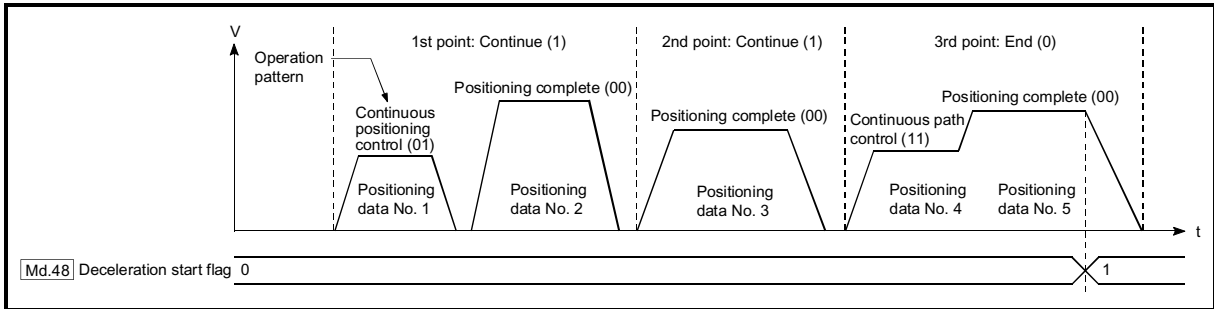 V
Operation
pattern
1st point: Continue (1)
2nd point: Continue (1)
3rd point: End (0)
Continuous
positioning
control (01)
Positioning complete (00)
Positioning complete (00)
Continuous path
control (11)
Positioning complete (00)
Positioning
data No. 1
Positioning
data No. 2
Positioning
data No. 3
Positioning
data No. 4
Positioning
data No. 5
t
Md.48 Deceleration start flag 0
1